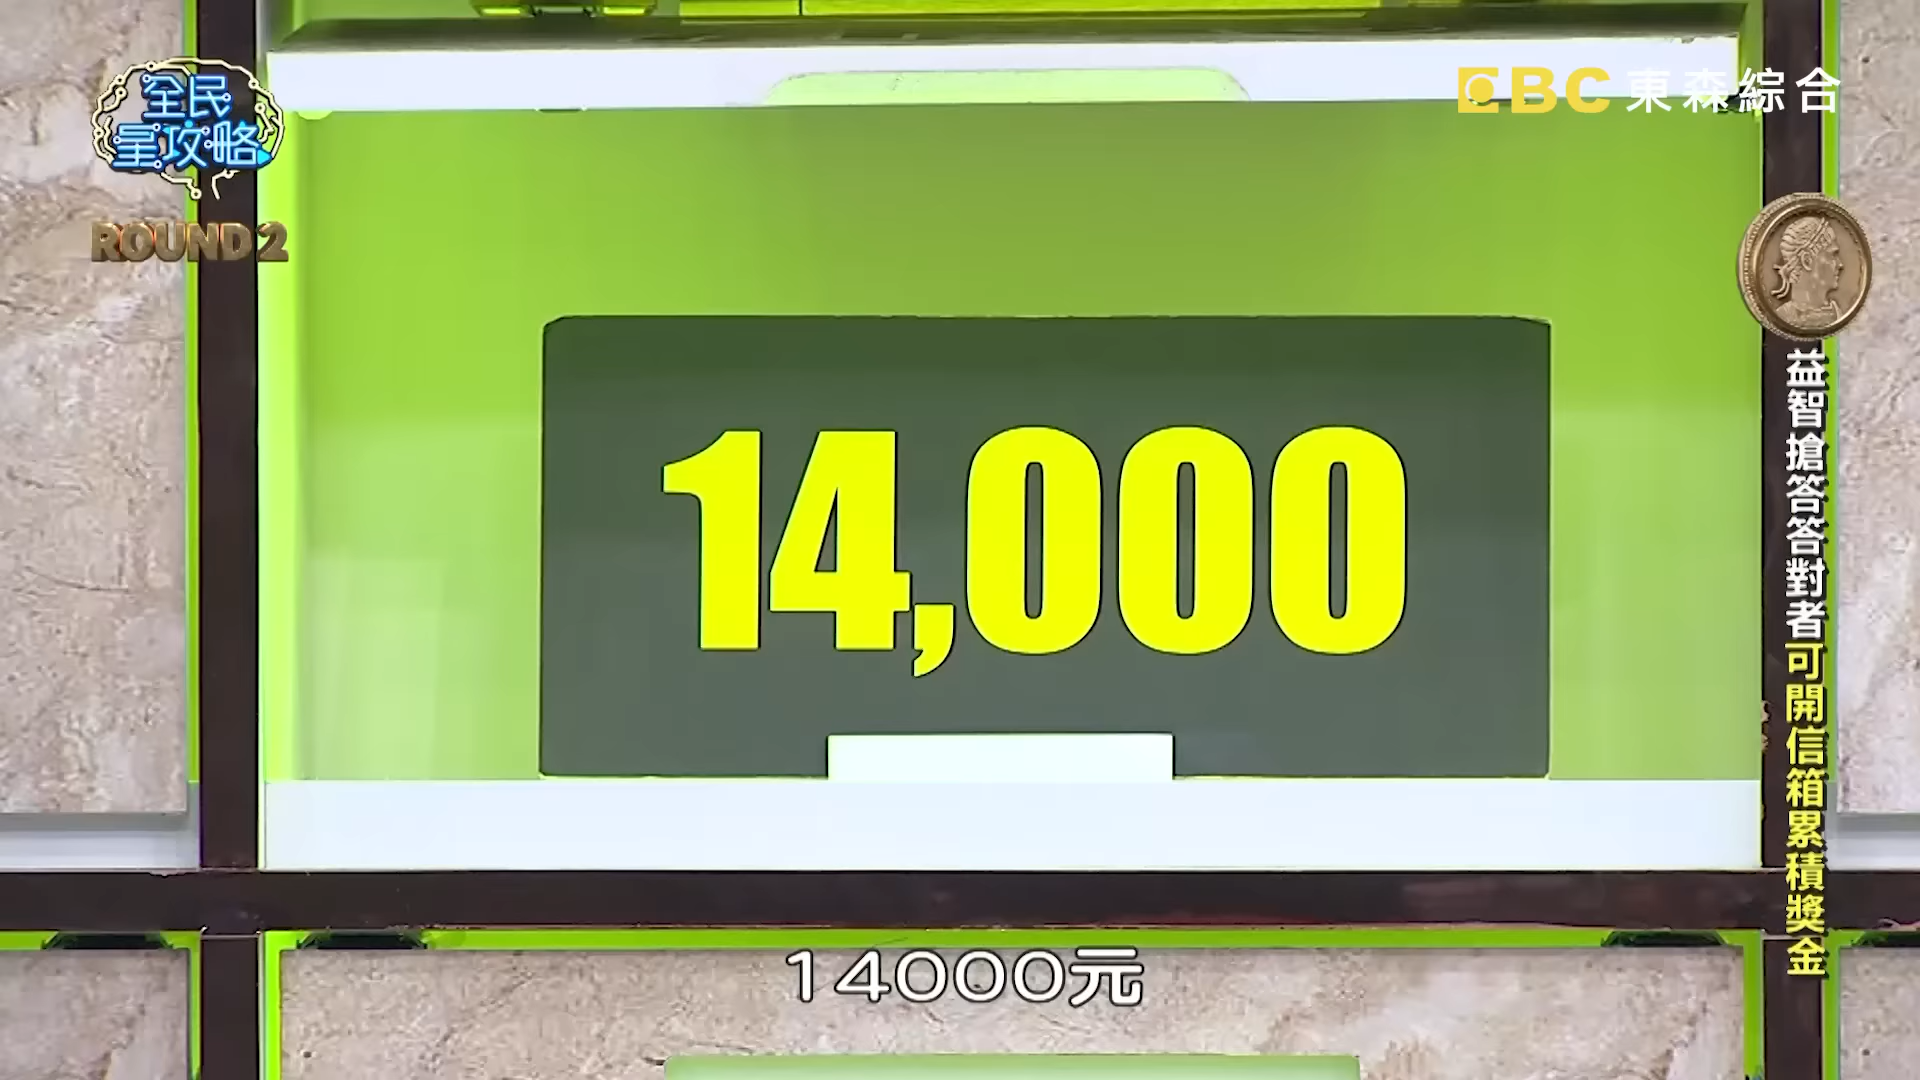 全民
星攻略
ROUND 2
EBC 東森綜合
益智搶答答對者可開信箱累積獎金
14,000
14000元